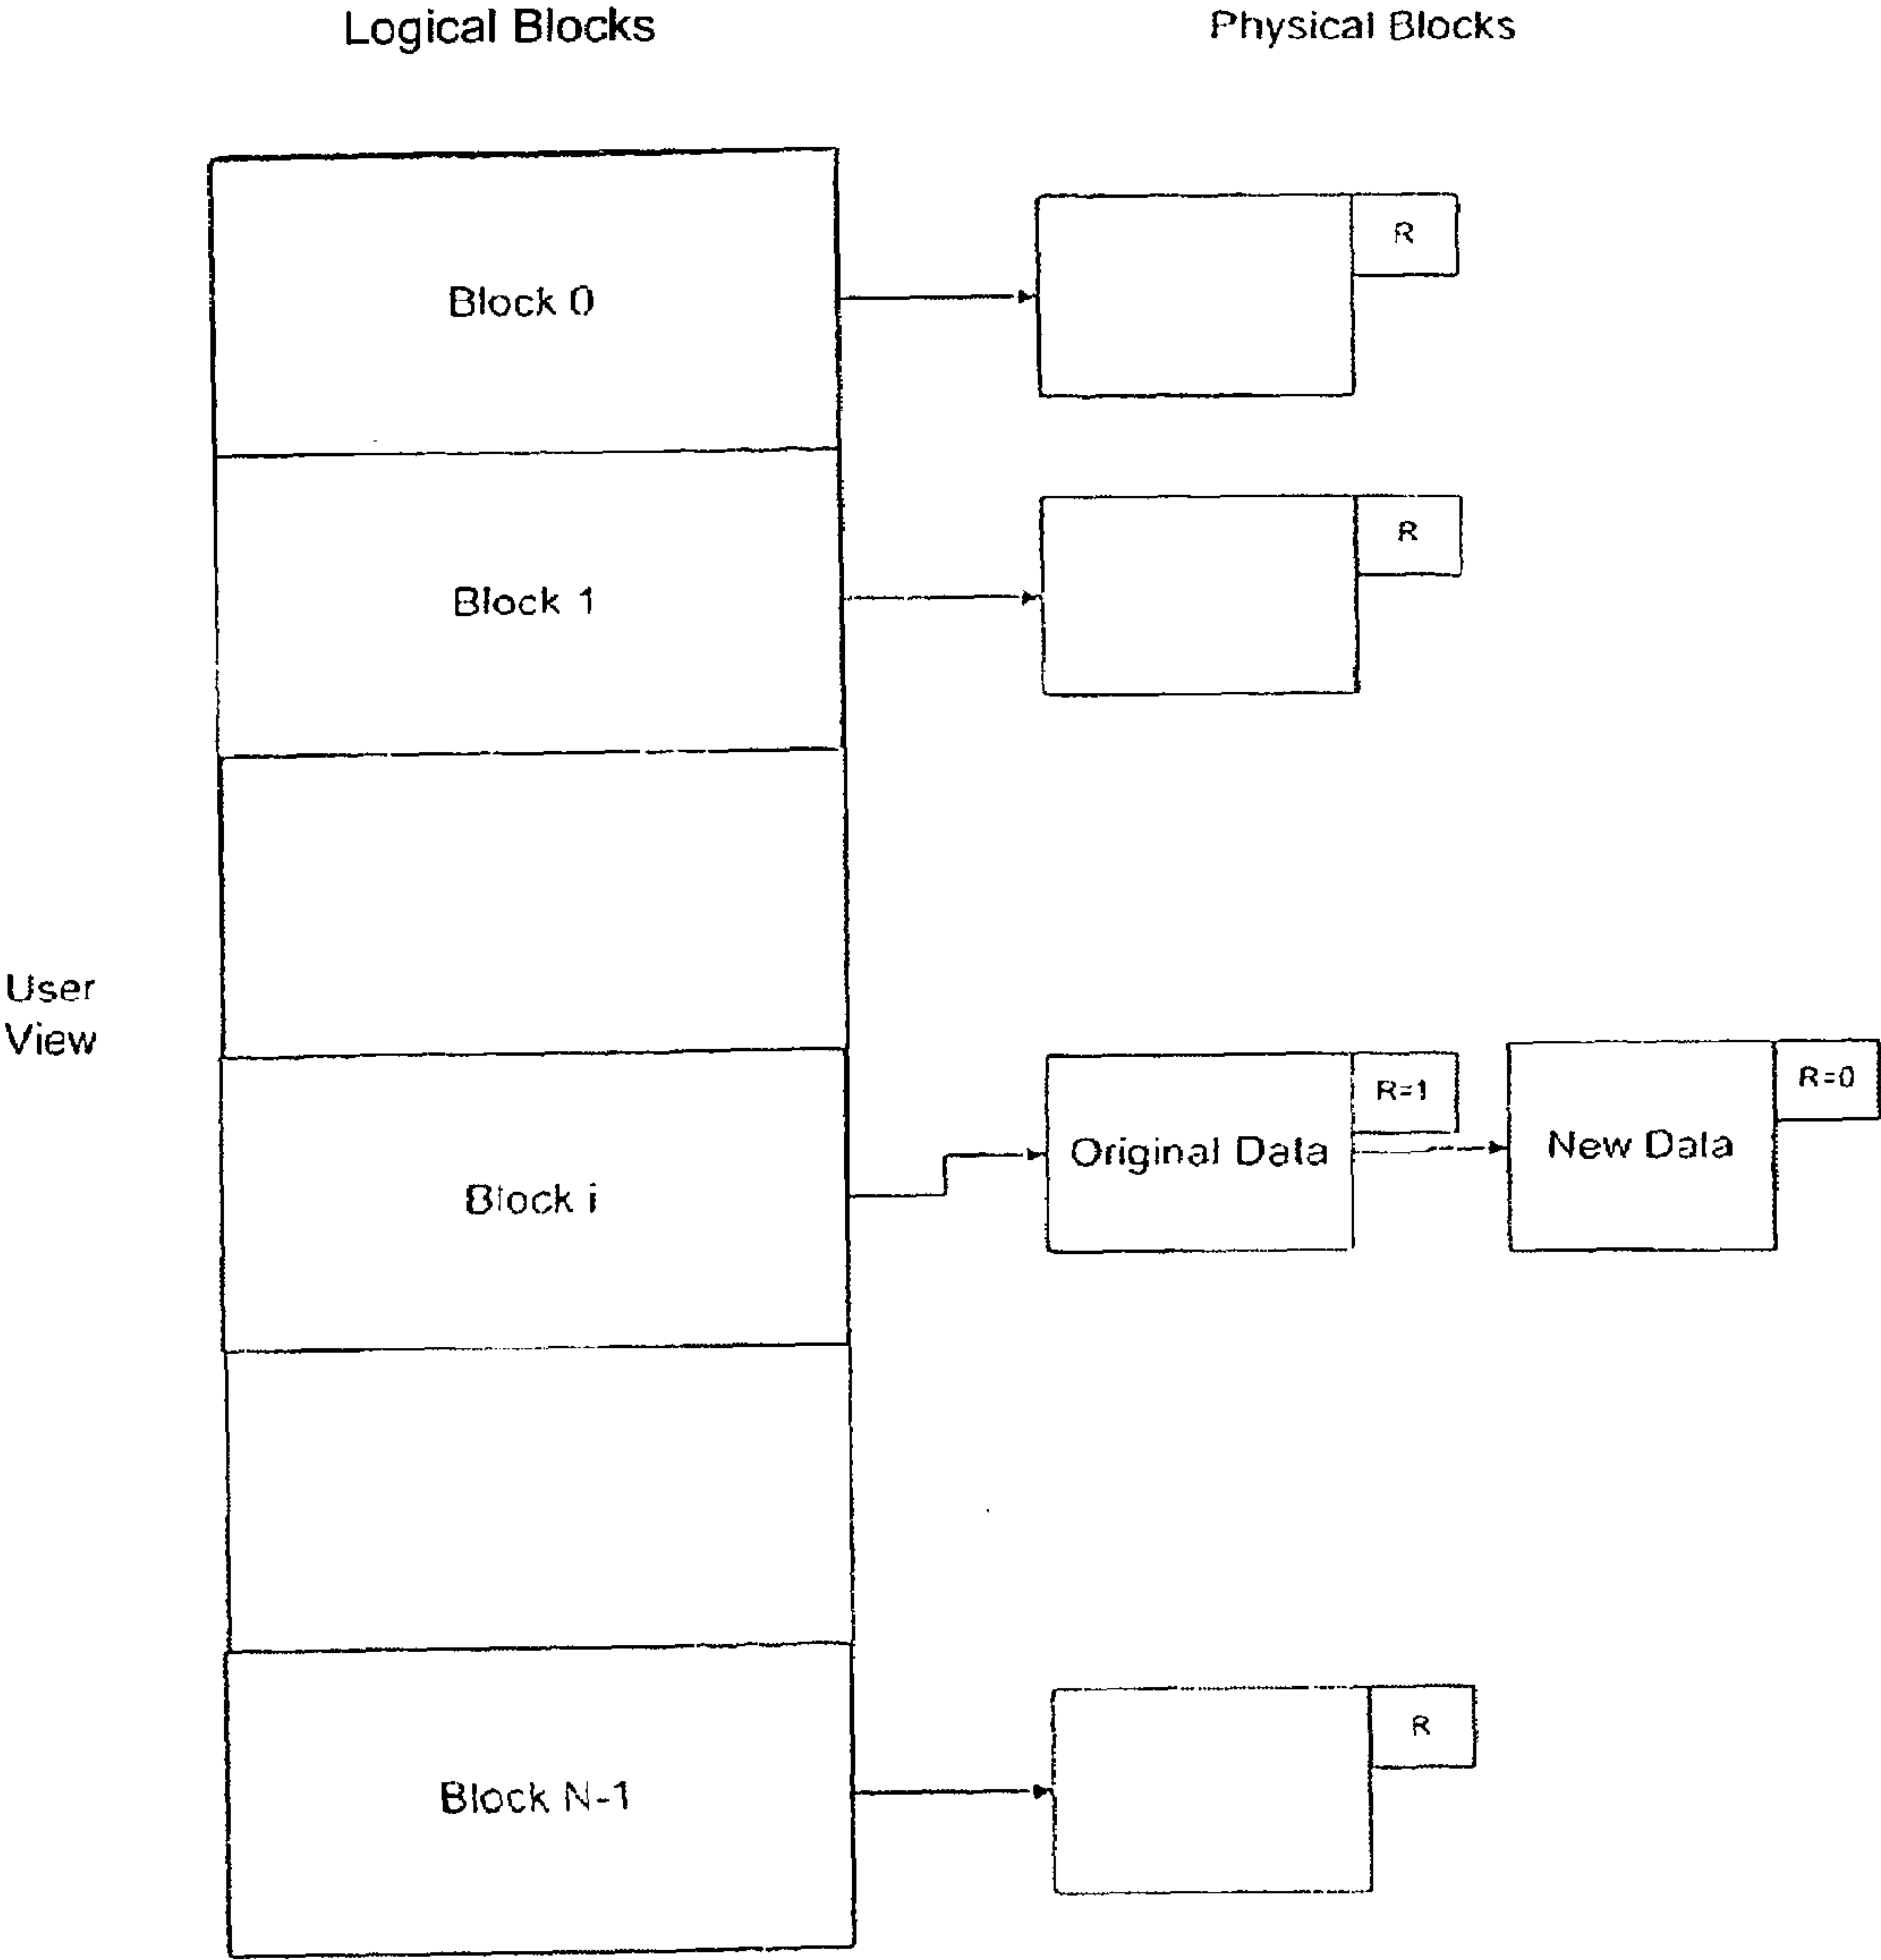 Logical Blocks
Physical Blocks
Block 0
R
Block 1
R
User
View
Block i
Original Data
R=1
New Data
R=0
Block N-1
R